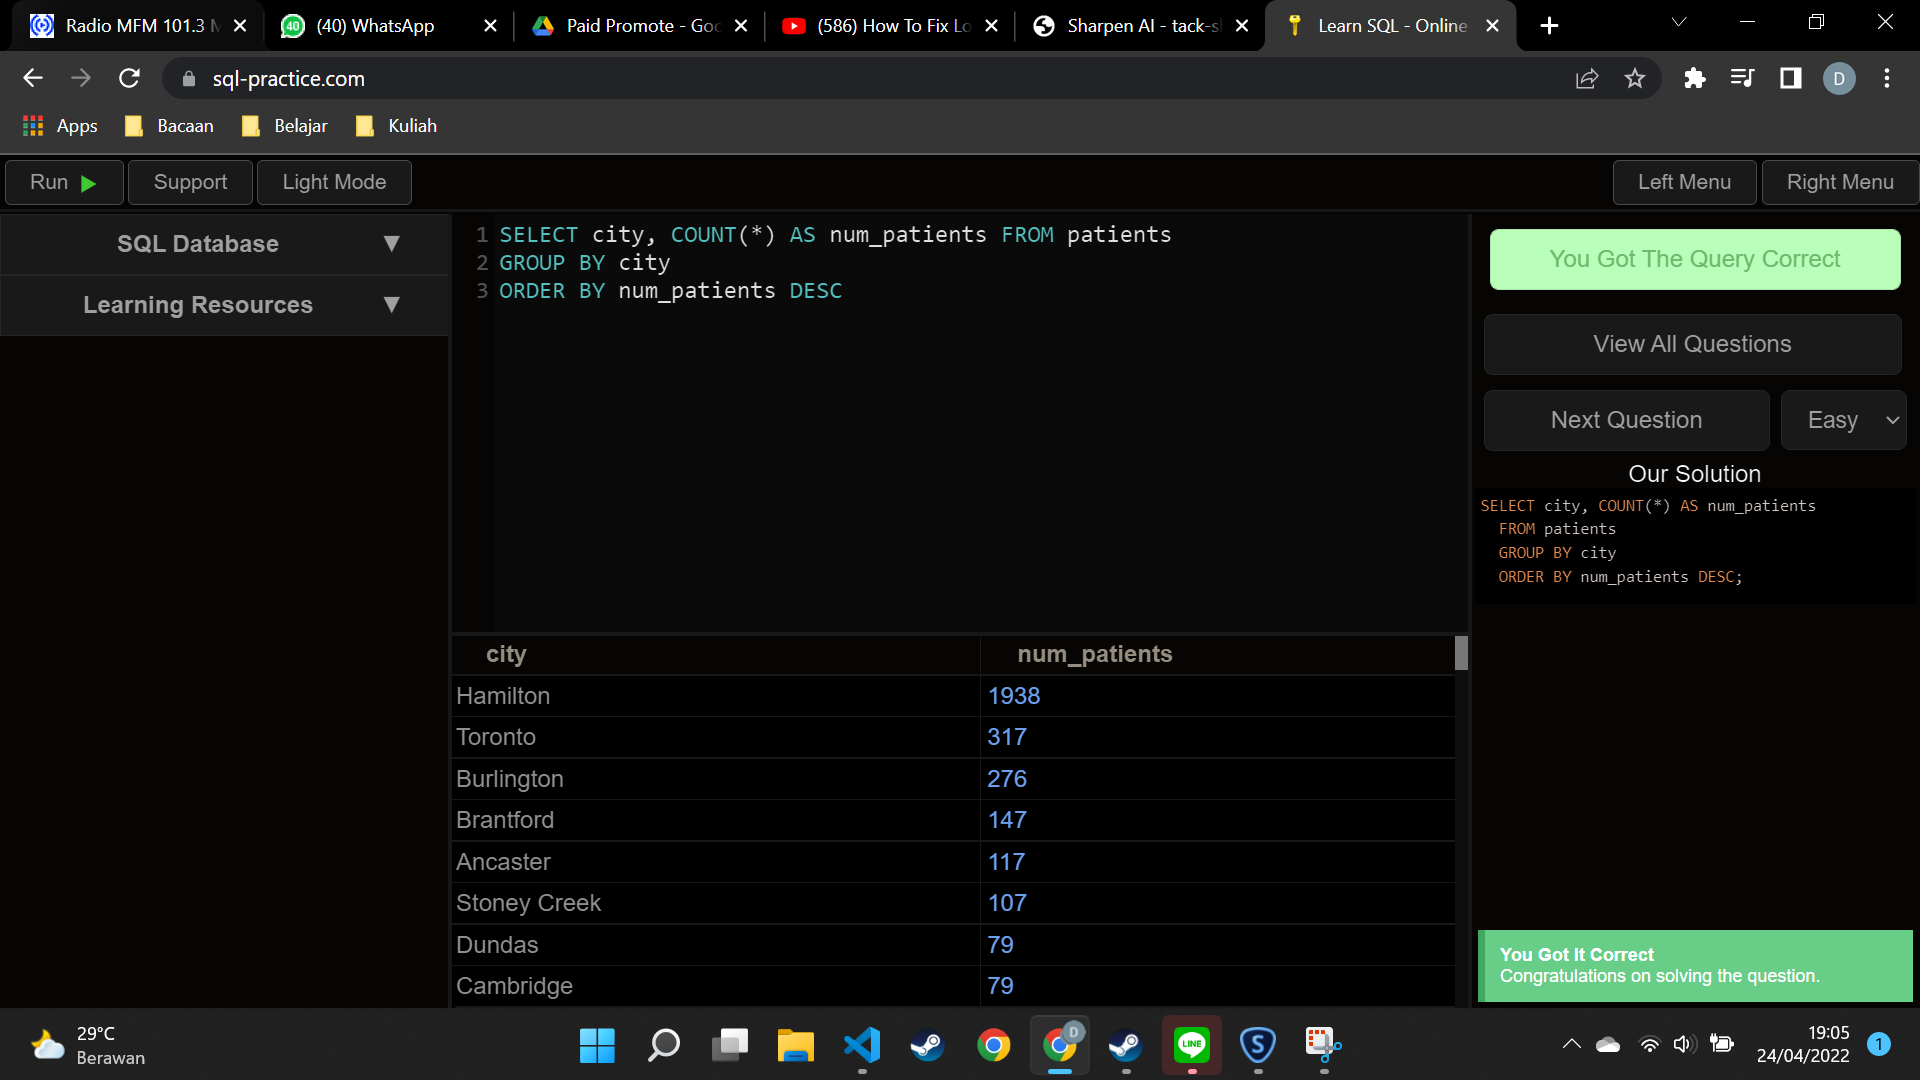 Radio MFM 101.3 M
(40) WhatsApp
Paid Promote - Goo
(586) How To Fix Lo
Sharpen AI - tack-sh
Learn SQL - Online
sql-practice.com
D
Apps
Bacaan
Belajar
Kuliah
Run
Support
Light Mode
Left Menu
Right Menu
SQL Database
Learning Resources
1 SELECT city, COUNT(*) AS num_patients FROM patients
2 GROUP BY city
3 ORDER BY num_patients DESC
You Got The Query Correct
View All Questions
Next Question
Easy
Our Solution
SELECT city, COUNT(*) AS num_patients
FROM patients
GROUP BY city
ORDER BY num_patients DESC;
city num_patients
Hamilton 1938
Toronto 317
Burlington 276
Brantford 147
Ancaster 117
Stoney Creek 107
Dundas 79
Cambridge 79
You Got It Correct
Congratulations on solving the question.
29°C
Berawan
D
LINE
S
19:05
24/04/2022
1